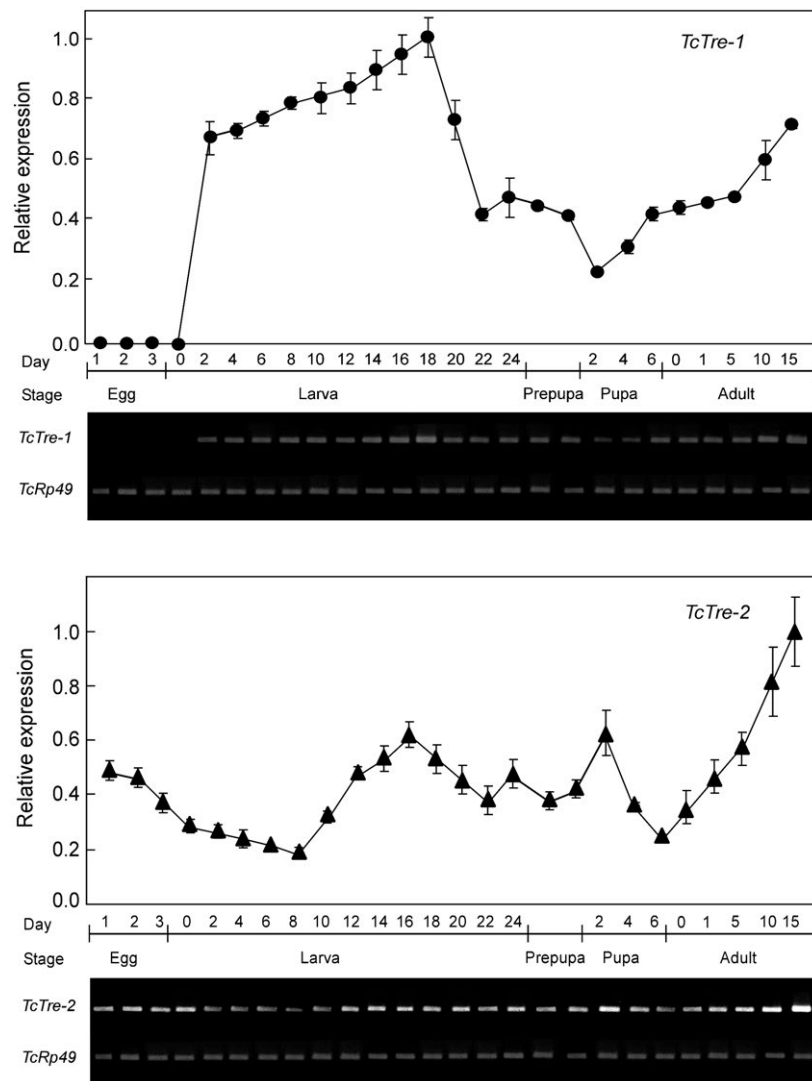 TcTre-1
Relative expression
1.0
0.8
0.6
0.4
0.2
0.0
Day 1 2 3 0 2 4 6 8 10 12 14 16 18 20 22 24 2 4 6 0 1 5 10 15
Stage Egg Larva Prepupa Pupa Adult
TcTre-1
TcRp49
TcTre-2
Relative expression
1.0
0.8
0.6
0.4
0.2
0.0
Day 1 2 3 0 2 4 6 8 10 12 14 16 18 20 22 24 2 4 6 0 1 5 10 15
Stage Egg Larva Prepupa Pupa Adult
TcTre-2
TcRp49